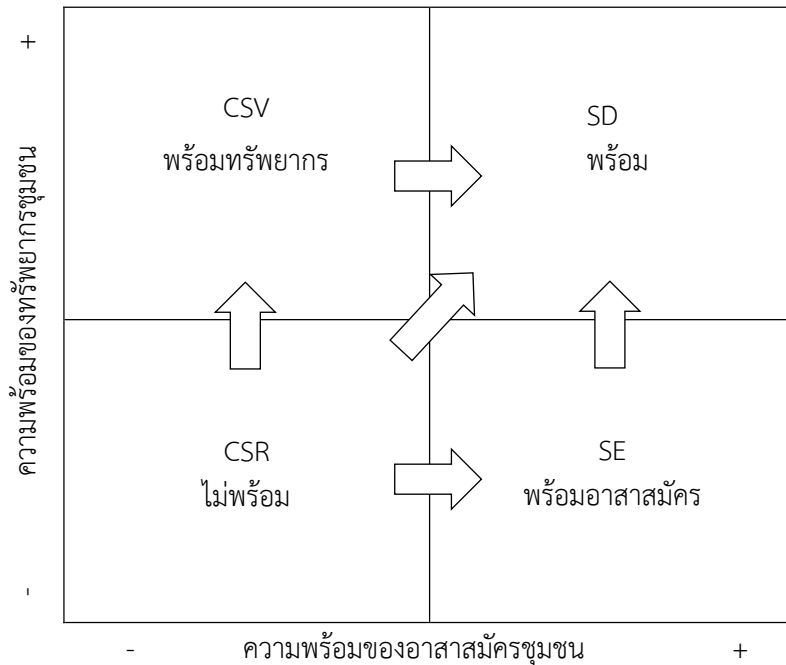 +
CSV
พร้อมทรัพยากร
SD
พร้อม
ความพร้อมของทรัพยากรชุมชน
CSR
ไม่พร้อม
SE
พร้อมอาสาสมัคร
-
-
ความพร้อมของอาสาสมัครชุมชน
+